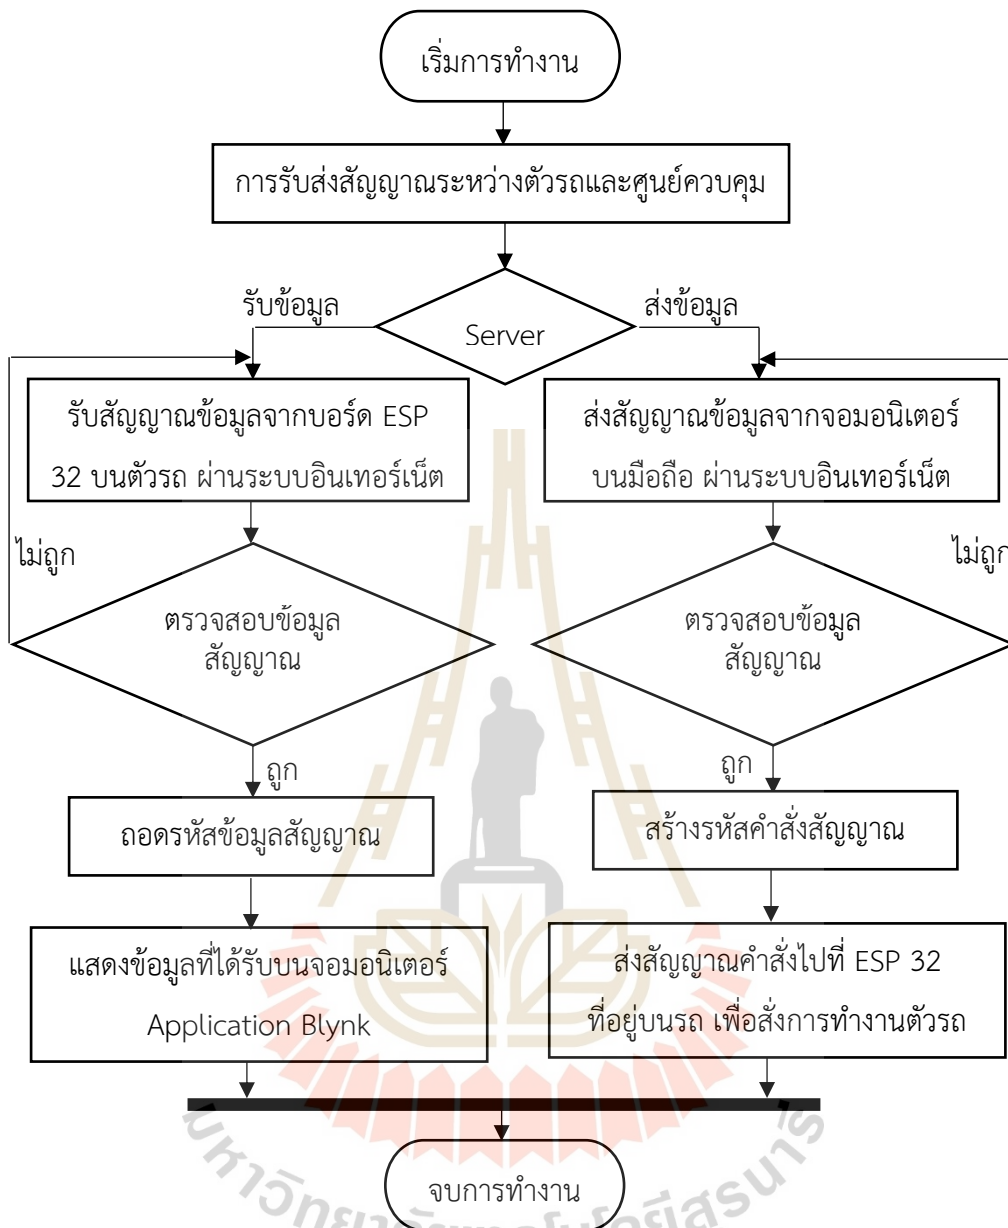 เริ่มการทำงาน
การรับส่งสัญญาณระหว่างตัวรถและศูนย์ควบคุม
รับข้อมูล
ส่งข้อมูล
Server
รับสัญญาณข้อมูลจากบอร์ด ESP
32 บนตัวรถ ผ่านระบบอินเทอร์เน็ต
ส่งสัญญาณข้อมูลจากจอมอนิเตอร์
บนมือถือ ผ่านระบบอินเทอร์เน็ต
ไม่ถูก
ไม่ถูก
ตรวจสอบข้อมูล
สัญญาณ
ตรวจสอบข้อมูล
สัญญาณ
ถูก
ถูก
ถอดรหัสข้อมูลสัญญาณ
สร้างรหัสคำสั่งสัญญาณ
แสดงข้อมูลที่ได้รับบนจอมอนิเตอร์
Application Blynk
ส่งสัญญาณคำสั่งไปที่ ESP 32
ที่อยู่บนรถ เพื่อสั่งการทำงานตัวรถ
จบการทำงาน